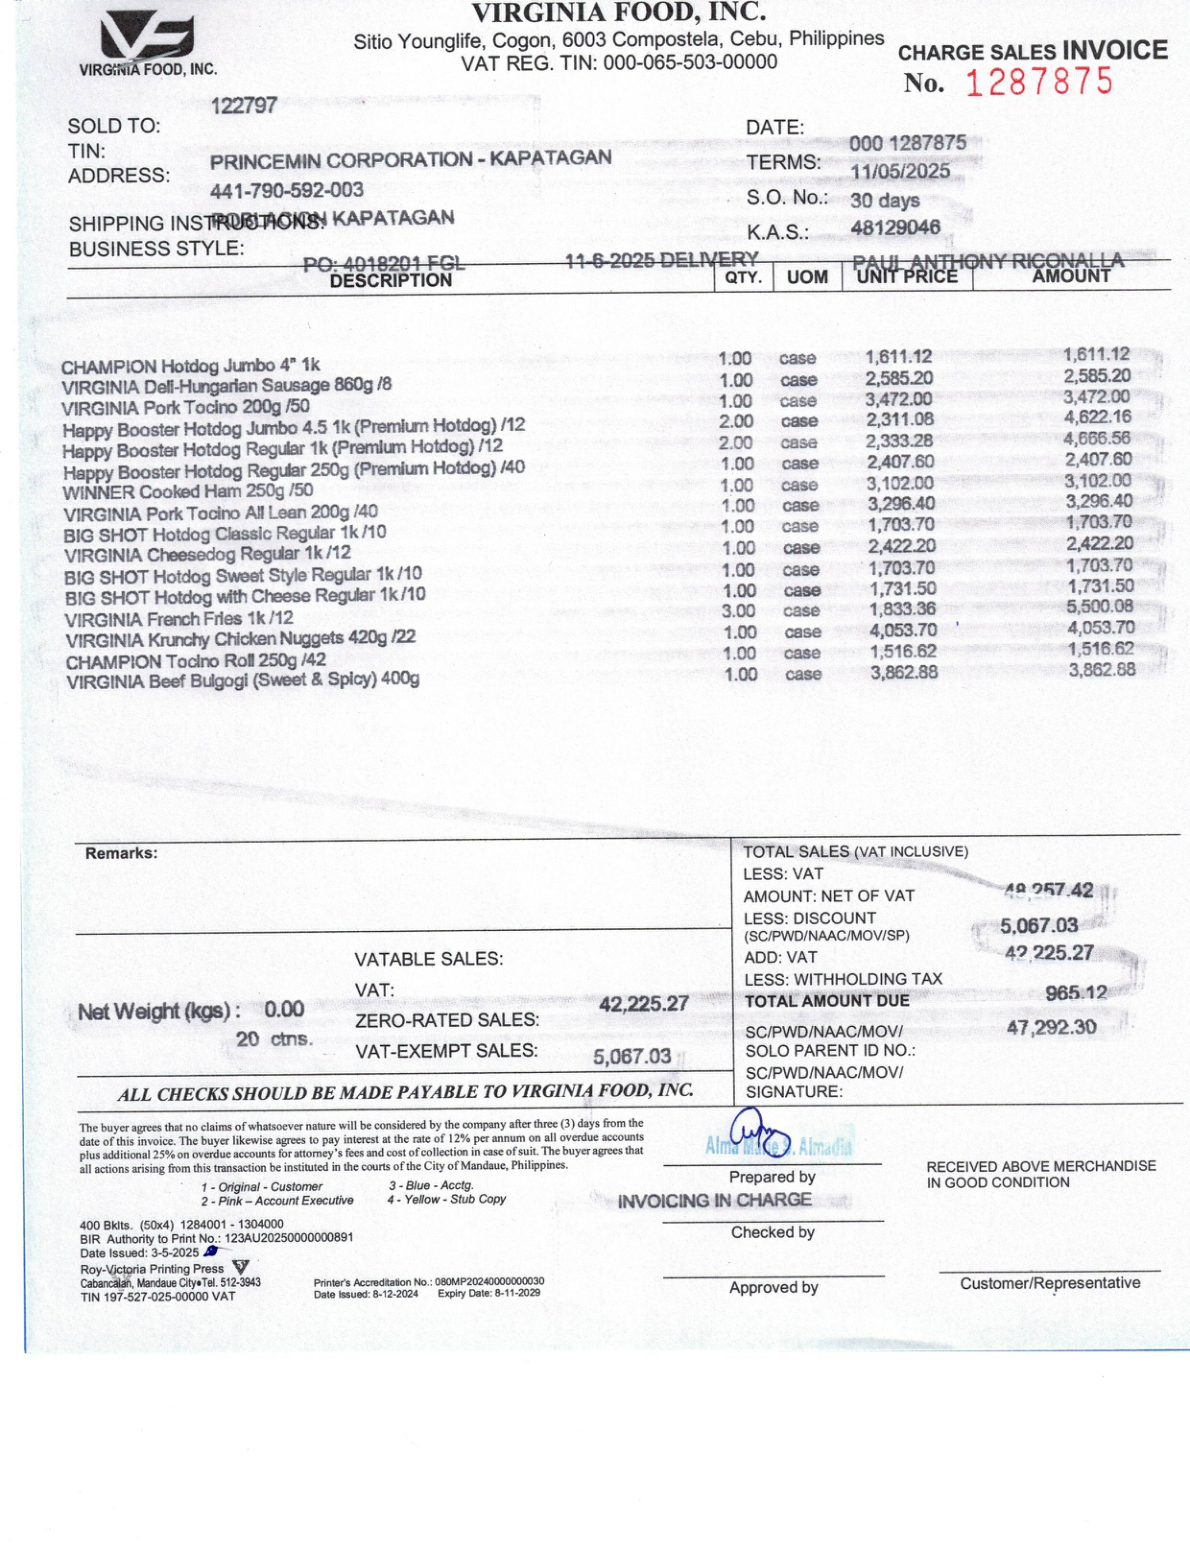 VIRGINIA FOOD, INC.
VIRGINIA FOOD, INC.
Sitio Younglife, Cogon, 6003 Compostela, Cebu, Philippines
VAT REG. TIN: 000-065-503-00000
CHARGE SALES INVOICE
No. 1287875
122797
SOLD TO:
TIN:
PRINCEMIN CORPORATION - KAPATAGAN
ADDRESS:
441-790-592-003
SHIPPING INSTRUCTIONS:
POBLACION KAPATAGAN
BUSINESS STYLE:
DATE:
000 1287875
TERMS:
11/05/2025
S.O. No.: 30 days
K.A.S.: 48129046
PO: 4018201 FGL 11-6-2025 DELIVERY PAUL ANTHONY RICONALLA
DESCRIPTION QTY. UOM UNIT PRICE AMOUNT
CHAMPION Hotdog Jumbo 4" 1k 1.00 case 1,611.12 1,611.12
VIRGINIA Deli-Hungarian Sausage 860g /8 1.00 case 2,585.20 2,585.20
VIRGINIA Pork Tocino 200g /50 1.00 case 3,472.00 3,472.00
Happy Booster Hotdog Jumbo 4.5 1k (Premium Hotdog) /12 2.00 case 2,311.08 4,622.16
Happy Booster Hotdog Regular 1k (Premium Hotdog) /12 2.00 case 2,333.28 4,666.56
Happy Booster Hotdog Regular 250g (Premium Hotdog) /40 1.00 case 2,407.60 2,407.60
WINNER Cooked Ham 250g /50 1.00 case 3,102.00 3,102.00
VIRGINIA Pork Tocino All Lean 200g /40 1.00 case 3,296.40 3,296.40
BIG SHOT Hotdog Classic Regular 1k /10 1.00 case 1,703.70 1,703.70
VIRGINIA Cheesedog Regular 1k /12 1.00 case 2,422.20 2,422.20
BIG SHOT Hotdog Sweet Style Regular 1k /10 1.00 case 1,703.70 1,703.70
BIG SHOT Hotdog with Cheese Regular 1k /10 1.00 case 1,731.50 1,731.50
VIRGINIA French Fries 1k /12 3.00 case 1,833.36 5,500.08
VIRGINIA Krunchy Chicken Nuggets 420g /22 1.00 case 4,053.70 4,053.70
CHAMPION Tocino Roll 250g /42 1.00 case 1,516.62 1,516.62
VIRGINIA Beef Bulgogi (Sweet & Spicy) 400g 1.00 case 3,862.88 3,862.88
Remarks:
TOTAL SALES (VAT INCLUSIVE)
LESS: VAT
AMOUNT: NET OF VAT 48,257.42
LESS: DISCOUNT 5,067.03
(SC/PWD/NAAC/MOV/SP)
ADD: VAT 42,225.27
LESS: WITHHOLDING TAX
TOTAL AMOUNT DUE 965.12
SC/PWD/NAAC/MOV/ 47,292.30
SOLO PARENT ID NO.:
SC/PWD/NAAC/MOV/
SIGNATURE:
VATABLE SALES:
VAT:
42,225.27
ZERO-RATED SALES:
VAT-EXEMPT SALES: 5,067.03
Net Weight (kgs) : 0.00
20 ctns.
ALL CHECKS SHOULD BE MADE PAYABLE TO VIRGINIA FOOD, INC.
The buyer agrees that no claims of whatsoever nature will be considered by the company after three (3) days from the
date of this invoice. The buyer likewise agrees to pay interest at the rate of 12% per annum on all overdue accounts
plus additional 25% on overdue accounts for attorney's fees and cost of collection in case of suit. The buyer agrees that
all actions arising from this transaction be instituted in the courts of the City of Mandaue, Philippines.
1 - Original - Customer 3 - Blue - Acctg.
2 - Pink – Account Executive 4 - Yellow - Stub Copy
Alma Marie S. Almadia
Prepared by
INVOICING IN CHARGE
Checked by
Approved by
RECEIVED ABOVE MERCHANDISE
IN GOOD CONDITION
Customer/Representative
400 Bklts. (50x4) 1284001 - 1304000
BIR Authority to Print No.: 123AU20250000000891
Date Issued: 3-5-2025
Roy-Victoria Printing Press
Cabancalan, Mandaue City•Tel. 512-3943
TIN 197-527-025-00000 VAT
Printer's Accreditation No.: 080MP20240000000030
Date Issued: 8-12-2024 Expiry Date: 8-11-2029